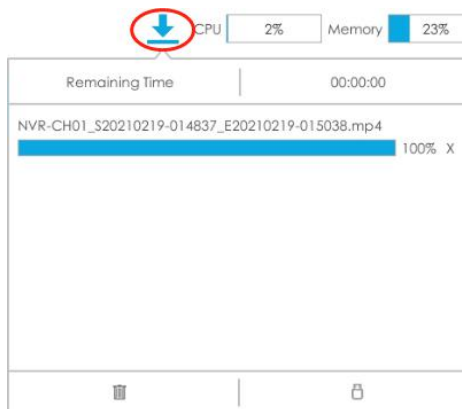 CPU 2% Memory 23%
Remaining Time 00:00:00
NVR-CH01_S20210219-014837_E20210219-015038.mp4
100% X